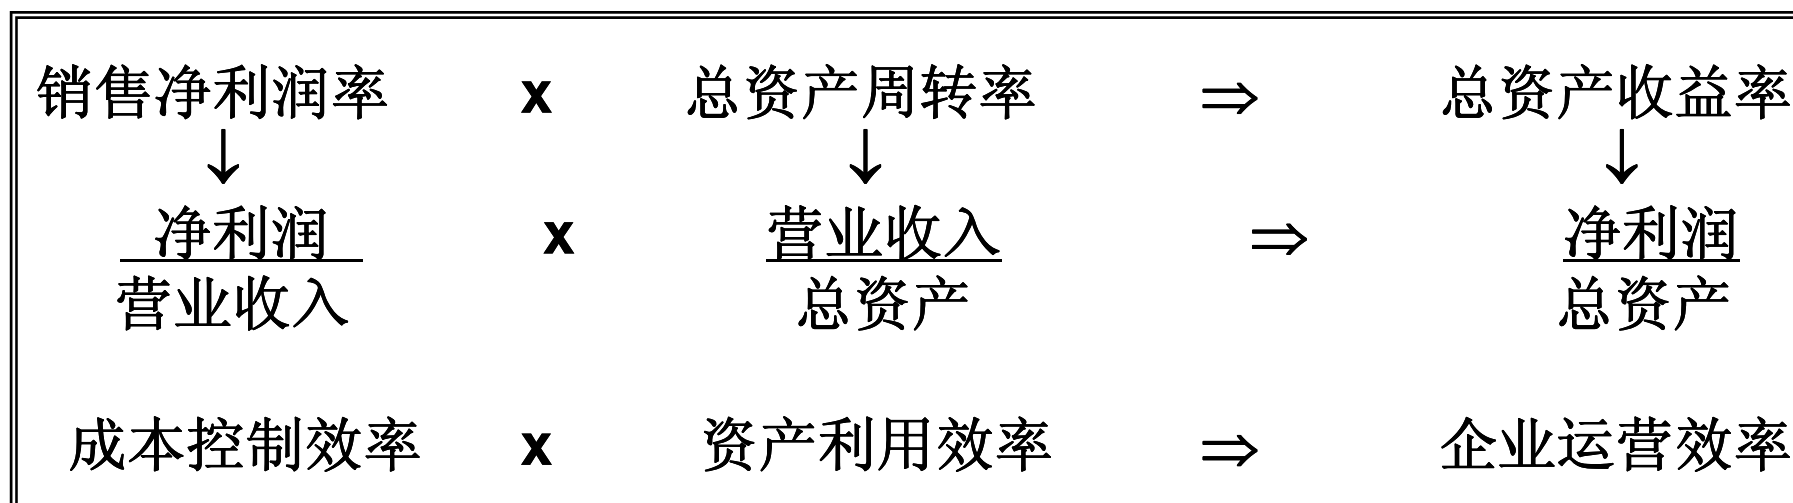 销售净利润率 x 总资产周转率 ⇒ 总资产收益率
↓ ↓ ↓
净利润 x 营业收入 ⇒ 净利润
营业收入 总资产 总资产
成本控制效率 x 资产利用效率 ⇒ 企业运营效率